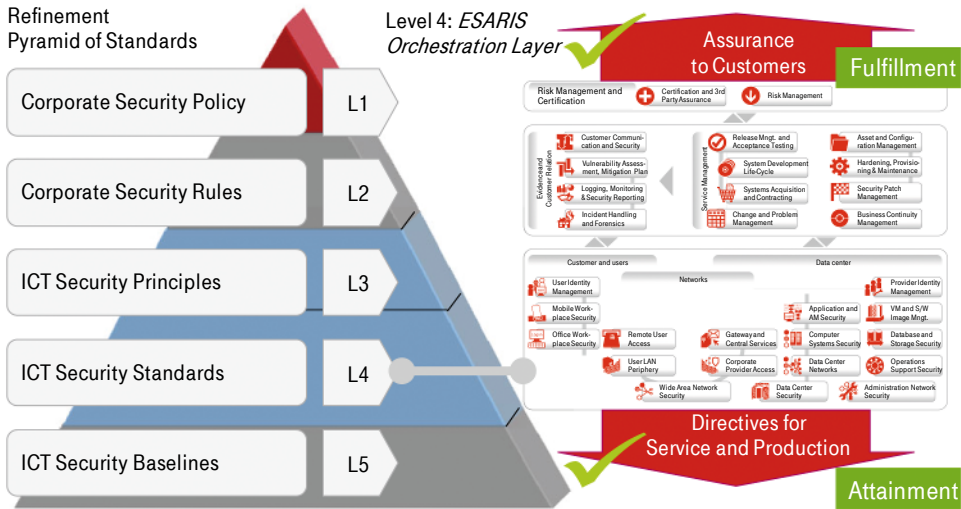 Refinement
Pyramid of Standards
Corporate Security Policy
L1
Corporate Security Rules
L2
ICT Security Principles
L3
ICT Security Standards
L4
ICT Security Baselines
L5
Level 4: ESARIS
Orchestration Layer
Assurance
to Customers
Fulfillment
Risk Management and
Certification
Certification and 3rd
Party Assurance
Risk Management
Evidence and
Customer Relation
Customer Communi-
cation and Security
Vulnerability Assess-
ment, Mitigation Plan
Logging, Monitoring
& Security Reporting
Incident Handling
and Forensics
Service Management
Release Mngt. and
Acceptance Testing
System Development
Life-Cycle
Systems Acquisition
and Contracting
Change and Problem
Management
Asset and Configu-
ration Management
Hardening, Provisio-
ning & Maintenance
Security Patch
Management
Business Continuity
Management
Customer and users
Networks
Data center
User Identity
Management
Mobile Work-
place Security
Office Work-
place Security
Remote User
Access
User LAN
Periphery
Gateway and
Central Services
Corporate
Provider Access
Wide Area Network
Security
Application and
AM Security
Computer
Systems Security
Data Center
Networks
Data Center
Security
Provider Identity
Management
VM and S/W
Image Mngt.
Database and
Storage Security
Operations
Support Security
Administration Network
Security
Directives for
Service and Production
Attainment